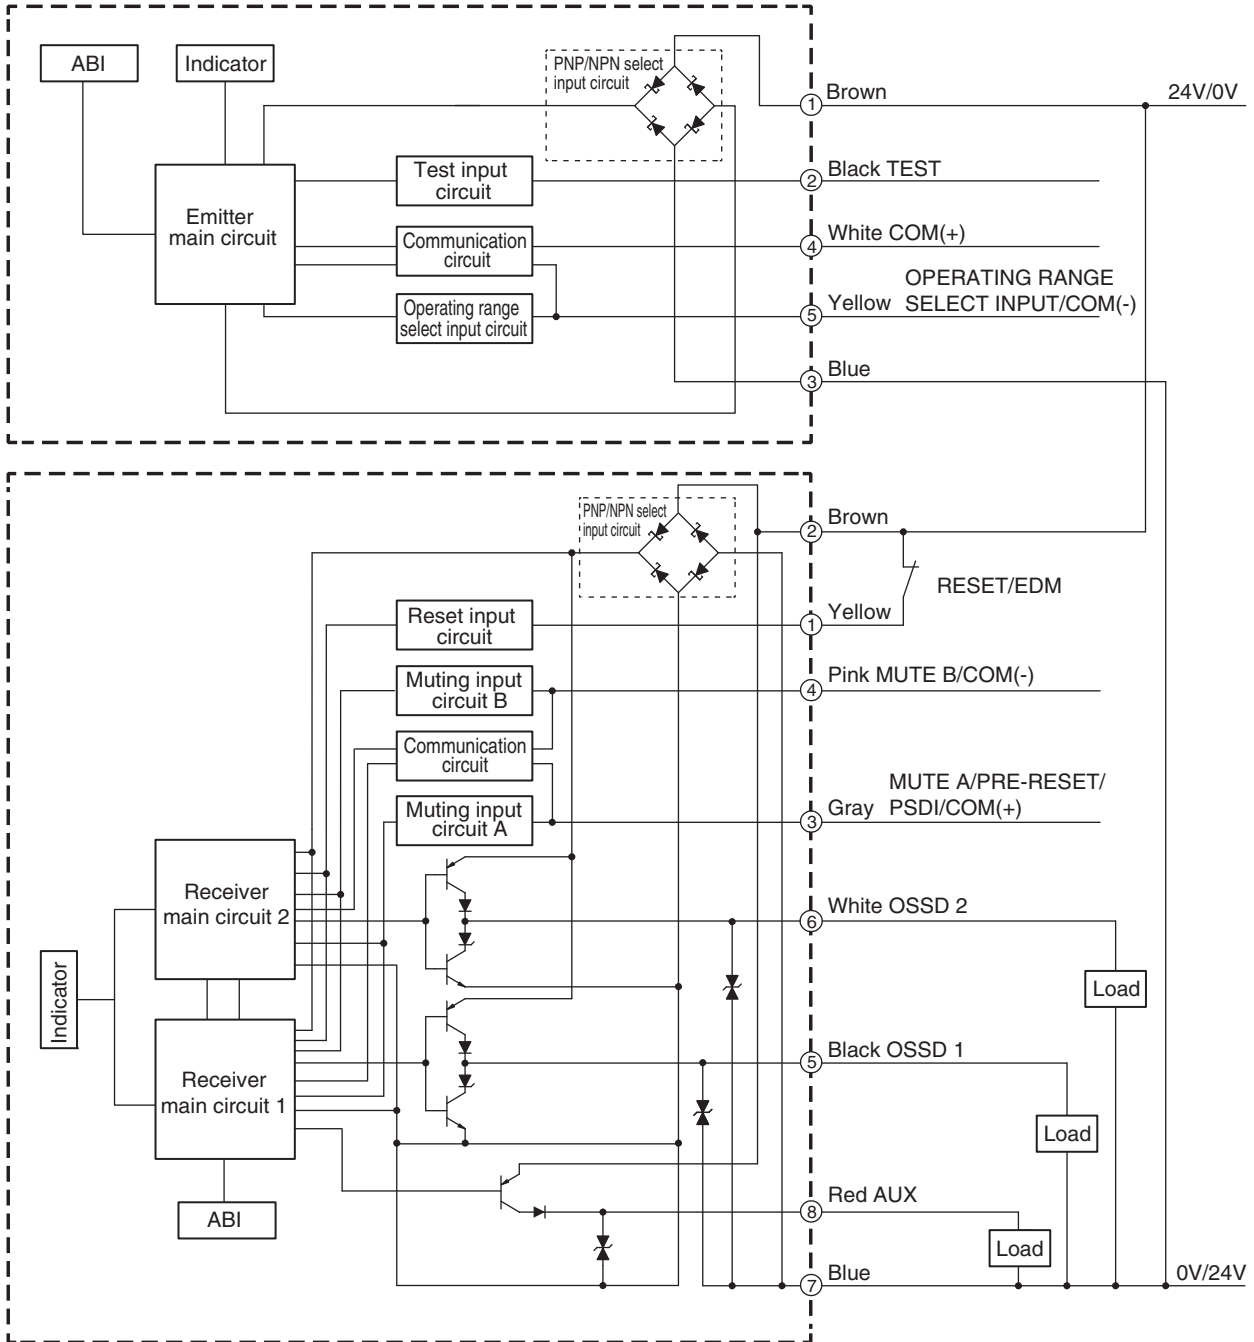 ABI
Indicator
PNP/NPN select
input circuit
1
Brown
24V/0V
Test input
circuit
2
Black TEST
Emitter
main circuit
Communication
circuit
4
White COM(+)
Operating range
select input circuit
5
Yellow
OPERATING RANGE
SELECT INPUT/COM(-)
3
Blue
PNP/NPN select
input circuit
2
Brown
RESET/EDM
Reset input
circuit
1
Yellow
Muting input
circuit B
4
Pink MUTE B/COM(-)
Communication
circuit
Muting input
circuit A
3
Gray
MUTE A/PRE-RESET/
PSDI/COM(+)
Receiver
main circuit 2
6
White OSSD 2
Load
Indicator
Receiver
main circuit 1
5
Black OSSD 1
Load
ABI
8
Red AUX
Load
7
Blue
0V/24V